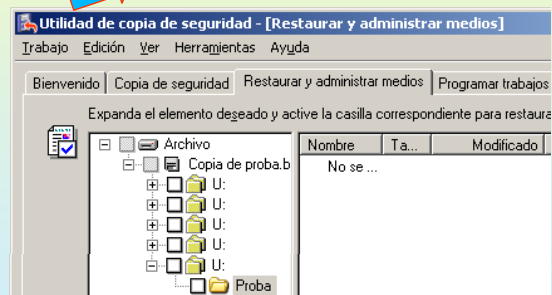 Utilidad de copia de seguridad - [Restaurar y administrar medios]
Trabajo Edición Ver Herramientas Ayuda
Bienvenido Copia de seguridad Restaurar y administrar medios Programar trabajos
Expanda el elemento deseado y active la casilla correspondiente para restaura
Archivo Nombre Ta... Modificado
Copia de proba.b No se ...
U:
U:
U:
U:
U:
Proba